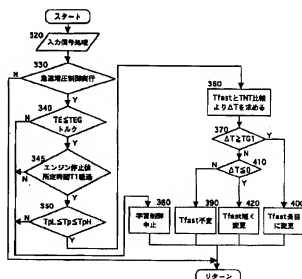 スタート
320
入力信号処理
330
急速増圧制御実行
N
Y
340
TE≦TEG
トルク
N
Y
345
エンジン停止後
所定時間T1経過
N
Y
350
TpL≦Tp≦TpH
N
Y
360
TfastとTNT比較
よりΔTを求める
370
ΔT≧TG1
Y
N
410
ΔT≦0
N
Y
380
学習制御
中止
390
Tfast不変
420
Tfast短く
変更
400
Tfast長目
に変更
リターン